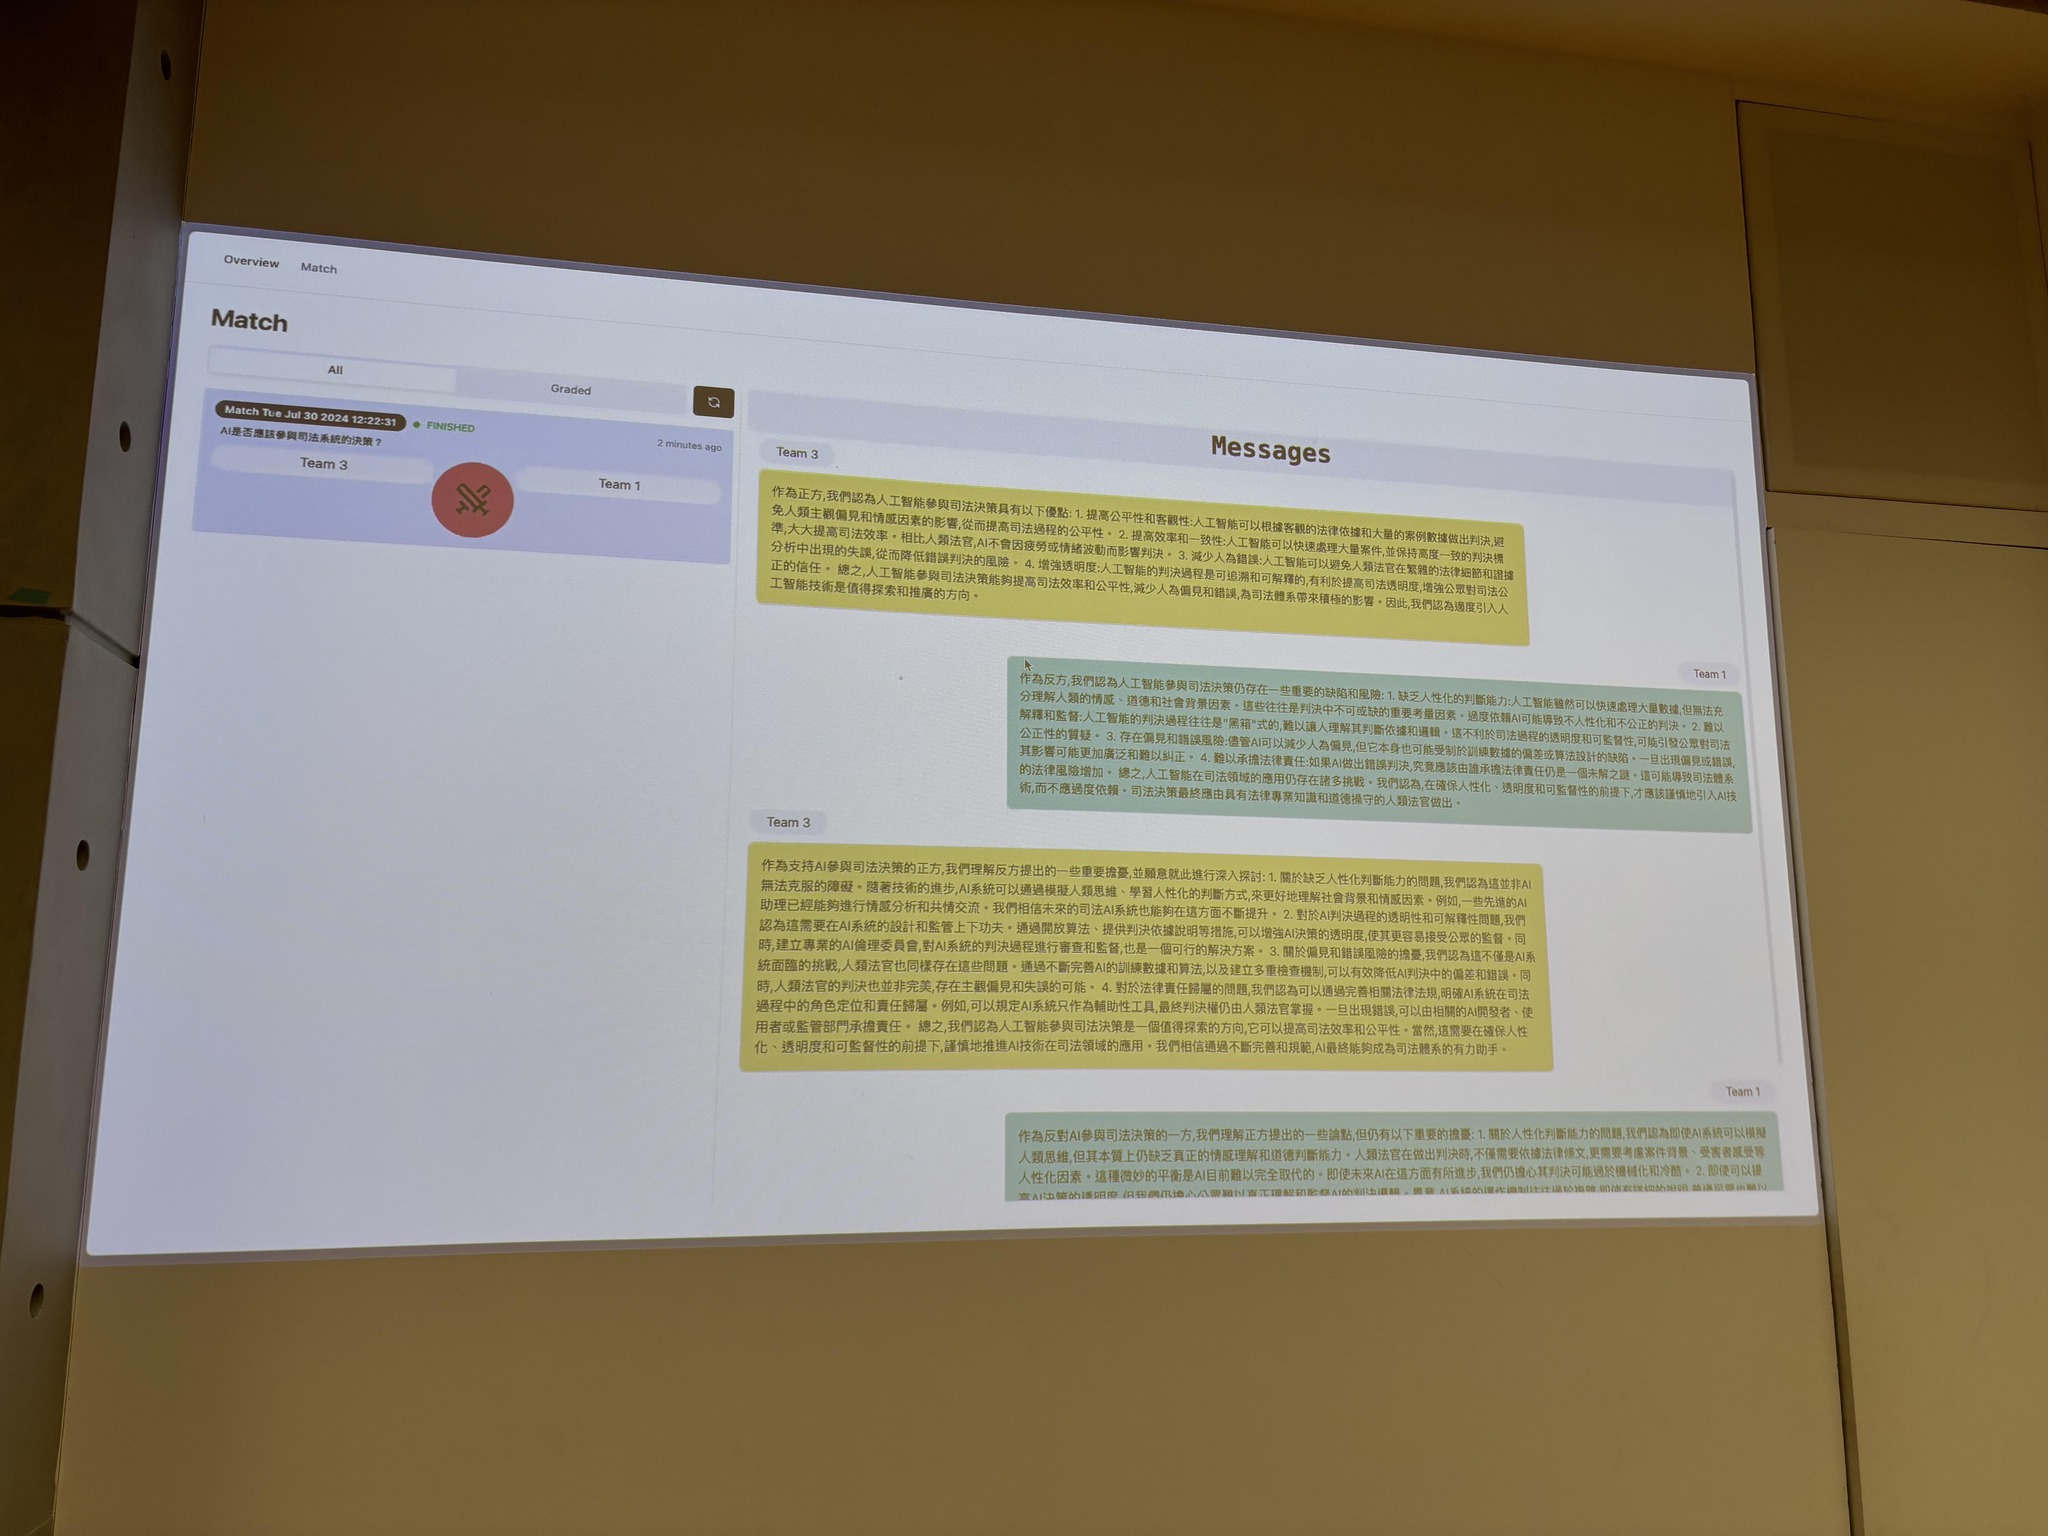 Overview Match
Match
All
Graded
Match Tue Jul 30 2024 12:22:31 FINISHED
2 minutes ago
AI是否應該參與司法系統的決策？
Team 3
Team 1
Messages
Team 3
作為正方,我們認為人工智能參與司法決策具有以下優點: 1. 提高公平性和客觀性:人工智能可以根據客觀的法律依據和大量的案例數據做出判決,避
免人類主觀偏見和情感因素的影響,從而提高司法過程的公平性。 2. 提高效率和一致性:人工智能可以快速處理大量案件,並保持高度一致的判決標
準,大大提高司法效率。相比人類法官,AI不會因疲勞或情緒波動而影響判決。 3. 減少人為錯誤:人工智能可以避免人類法官在繁雜的法律細節和證據
分析中出現的失誤,從而降低錯誤判決的風險。 4. 增強透明度:人工智能的判決過程是可追溯和可解釋的,有利於提高司法透明度,增強公眾對司法公
正的信任。 總之,人工智能參與司法決策能夠提高司法效率和公平性,減少人為偏見和錯誤,為司法體系帶來積極的影響。因此,我們認為適度引入人
工智能技術是值得探索和推廣的方向。
Team 1
作為反方,我們認為人工智能參與司法決策仍存在一些重要的缺陷和風險: 1. 缺乏人性化的判斷能力:人工智能雖然可以快速處理大量數據,但無法充
分理解人類的情感、道德和社會背景因素。這些往往是判決中不可或缺的重要考量因素。過度依賴AI可能導致不人性化和不公正的判決。 2. 難以
解釋和監督:人工智能的判決過程往往是"黑箱"式的,難以讓人理解其判斷依據和邏輯。這不利於司法過程的透明度和可監督性,可能引發公眾對司法
公正性的質疑。 3. 存在偏見和錯誤風險:儘管AI可以減少人為偏見,但它本身也可能受制於訓練數據的偏差或算法設計的缺陷。一旦出現偏見或錯誤,
其影響可能更加廣泛和難以糾正。 4. 難以承擔法律責任:如果AI做出錯誤判決,究竟應該由誰承擔法律責任仍是一個未解之謎。這可能導致司法體系
的法律風險增加。 總之,人工智能在司法領域的應用仍存在諸多挑戰。我們認為,在確保人性化、透明度和可監督性的前提下,才應該謹慎地引入AI技
術,而不應過度依賴。司法決策最終應由具有法律專業知識和道德操守的人類法官做出。
Team 3
作為支持AI參與司法決策的正方,我們理解反方提出的一些重要擔憂,並願意就此進行深入探討: 1. 關於缺乏人性化判斷能力的問題,我們認為這並非AI
無法克服的障礙。隨著技術的進步,AI系統可以通過模擬人類思維、學習人性化的判斷方式,來更好地理解社會背景和情感因素。例如,一些先進的AI
助理已經能夠進行情感分析和共情交流。我們相信未來的司法AI系統也能夠在這方面不斷提升。 2. 對於AI判決過程的透明性和可解釋性問題,我們
認為這需要在AI系統的設計和監管上下功夫。通過開放算法、提供判決依據說明等措施,可以增強AI決策的透明度,使其更容易接受公眾的監督。同
時,建立專業的AI倫理委員會,對AI系統的判決過程進行審查和監督,也是一個可行的解決方案。 3. 關於偏見和錯誤風險的擔憂,我們認為這不僅是AI系
統面臨的挑戰,人類法官也同樣存在這些問題。通過不斷完善AI的訓練數據和算法,以及建立多重檢查機制,可以有效降低AI判決中的偏差和錯誤。同
時,人類法官的判決也並非完美,存在主觀偏見和失誤的可能。 4. 對於法律責任歸屬的問題,我們認為可以通過完善相關法律法規,明確AI系統在司法
過程中的角色定位和責任歸屬。例如,可以規定AI系統只作為輔助性工具,最終判決權仍由人類法官掌握。一旦出現錯誤,可以由相關的AI開發者、使
用者或監管部門承擔責任。 總之,我們認為人工智能參與司法決策是一個值得探索的方向,它可以提高司法效率和公平性。當然,這需要在確保人性
化、透明度和可監督性的前提下,謹慎地推進AI技術在司法領域的應用。我們相信通過不斷完善和規範,AI最終能夠成為司法體系的有力助手。
Team 1
作為反對AI參與司法決策的一方,我們理解正方提出的一些論點,但仍有以下重要的擔憂: 1. 關於人性化判斷能力的問題,我們認為即使AI系統可以模擬
人類思維,但其本質上仍缺乏真正的情感理解和道德判斷能力。人類法官在做出判決時,不僅需要依據法律條文,更需要考慮案件背景、受害者感受等
人性化因素。這種微妙的平衡是AI目前難以完全取代的。即使未來AI在這方面有所進步,我們仍擔心其判決可能過於機械化和冷酷。 2. 即使可以提
高AI決策的透明度,但我們仍擔心公眾難以真正理解和監督AI的判決邏輯。畢竟,AI系統的運作機制往往過於複雜,即使有詳細的說明,普通民眾也難以